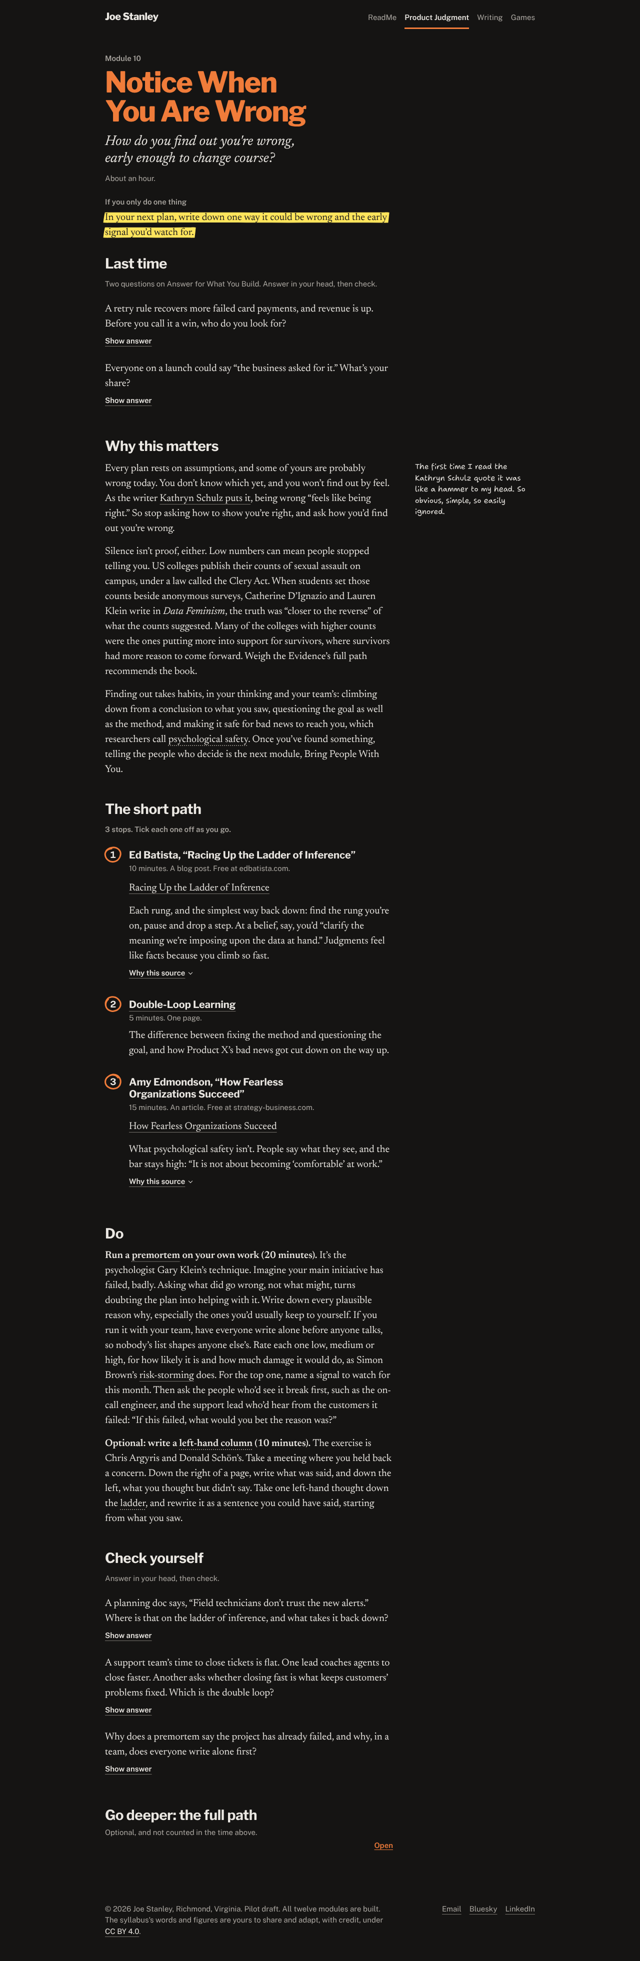 Joe Stanley
ReadMe Product Judgment Writing Games
Module 10
Notice When
You Are Wrong
How do you find out you're wrong,
early enough to change course?
About an hour.
If you only do one thing
In your next plan, write down one way it could be wrong and the early
signal you'd watch for.
Last time
Two questions on Answer for What You Build. Answer in your head, then check.
A retry rule recovers more failed card payments, and revenue is up.
Before you call it a win, who do you look for?
Show answer
Everyone on a launch could say “the business asked for it.” What's your
share?
Show answer
Why this matters
Every plan rests on assumptions, and some of yours are probably
wrong today. You don't know which yet, and you won't find out by feel.
As the writer Kathryn Schulz puts it, being wrong “feels like being
right.” So stop asking how to show you're right, and ask how you'd find
out you're wrong.
The first time I read the
Kathryn Schulz quote it was
like a hammer to my head. So
obvious, simple, so easily
ignored.
Silence isn't proof, either. Low numbers can mean people stopped
telling you. US colleges publish their counts of sexual assault on
campus, under a law called the Clery Act. When students set those
counts beside anonymous surveys, Catherine D'Ignazio and Lauren
Klein write in Data Feminism, the truth was “closer to the reverse” of
what the counts suggested. Many of the colleges with higher counts
were the ones putting more into support for survivors, where survivors
had more reason to come forward. Weigh the Evidence's full path
recommends the book.
Finding out takes habits, in your thinking and your team's: climbing
down from a conclusion to what you saw, questioning the goal as well
as the method, and making it safe for bad news to reach you, which
researchers call psychological safety. Once you've found something,
telling the people who decide is the next module, Bring People With
You.
The short path
3 stops. Tick each one off as you go.
1 Ed Batista, “Racing Up the Ladder of Inference”
10 minutes. A blog post. Free at edbatista.com.
Racing Up the Ladder of Inference
Each rung, and the simplest way back down: find the rung you're
on, pause and drop a step. At a belief, say, you'd “clarify the
meaning we're imposing upon the data at hand.” Judgments feel
like facts because you climb so fast.
Why this source
2 Double-Loop Learning
5 minutes. One page.
The difference between fixing the method and questioning the
goal, and how Product X's bad news got cut down on the way up.
3 Amy Edmondson, “How Fearless
Organizations Succeed”
15 minutes. An article. Free at strategy-business.com.
How Fearless Organizations Succeed
What psychological safety isn't. People say what they see, and the
bar stays high: “It is not about becoming ‘comfortable’ at work.”
Why this source
Do
Run a premortem on your own work (20 minutes). It's the
psychologist Gary Klein's technique. Imagine your main initiative has
failed, badly. Asking what did go wrong, not what might, turns
doubting the plan into helping with it. Write down every plausible
reason why, especially the ones you'd usually keep to yourself. If you
run it with your team, have everyone write alone before anyone talks,
so nobody's list shapes anyone else's. Rate each one low, medium or
high, for how likely it is and how much damage it would do, as Simon
Brown's risk-storming does. For the top one, name a signal to watch for
this month. Then ask the people who'd see it break first, such as the on-
call engineer, and the support lead who'd hear from the customers it
failed: “If this failed, what would you bet the reason was?”
Optional: write a left-hand column (10 minutes). The exercise is
Chris Argyris and Donald Schön's. Take a meeting where you held back
a concern. Down the right of a page, write what was said, and down the
left, what you thought but didn't say. Take one left-hand thought down
the ladder, and rewrite it as a sentence you could have said, starting
from what you saw.
Check yourself
Answer in your head, then check.
A planning doc says, “Field technicians don't trust the new alerts.”
Where is that on the ladder of inference, and what takes it back down?
Show answer
A support team's time to close tickets is flat. One lead coaches agents to
close faster. Another asks whether closing fast is what keeps customers'
problems fixed. Which is the double loop?
Show answer
Why does a premortem say the project has already failed, and why, in a
team, does everyone write alone first?
Show answer
Go deeper: the full path
Optional, and not counted in the time above.
Open
© 2026 Joe Stanley, Richmond, Virginia. Pilot draft. All twelve modules are built.
The syllabus's words and figures are yours to share and adapt, with credit, under
CC BY 4.0.
Email Bluesky LinkedIn